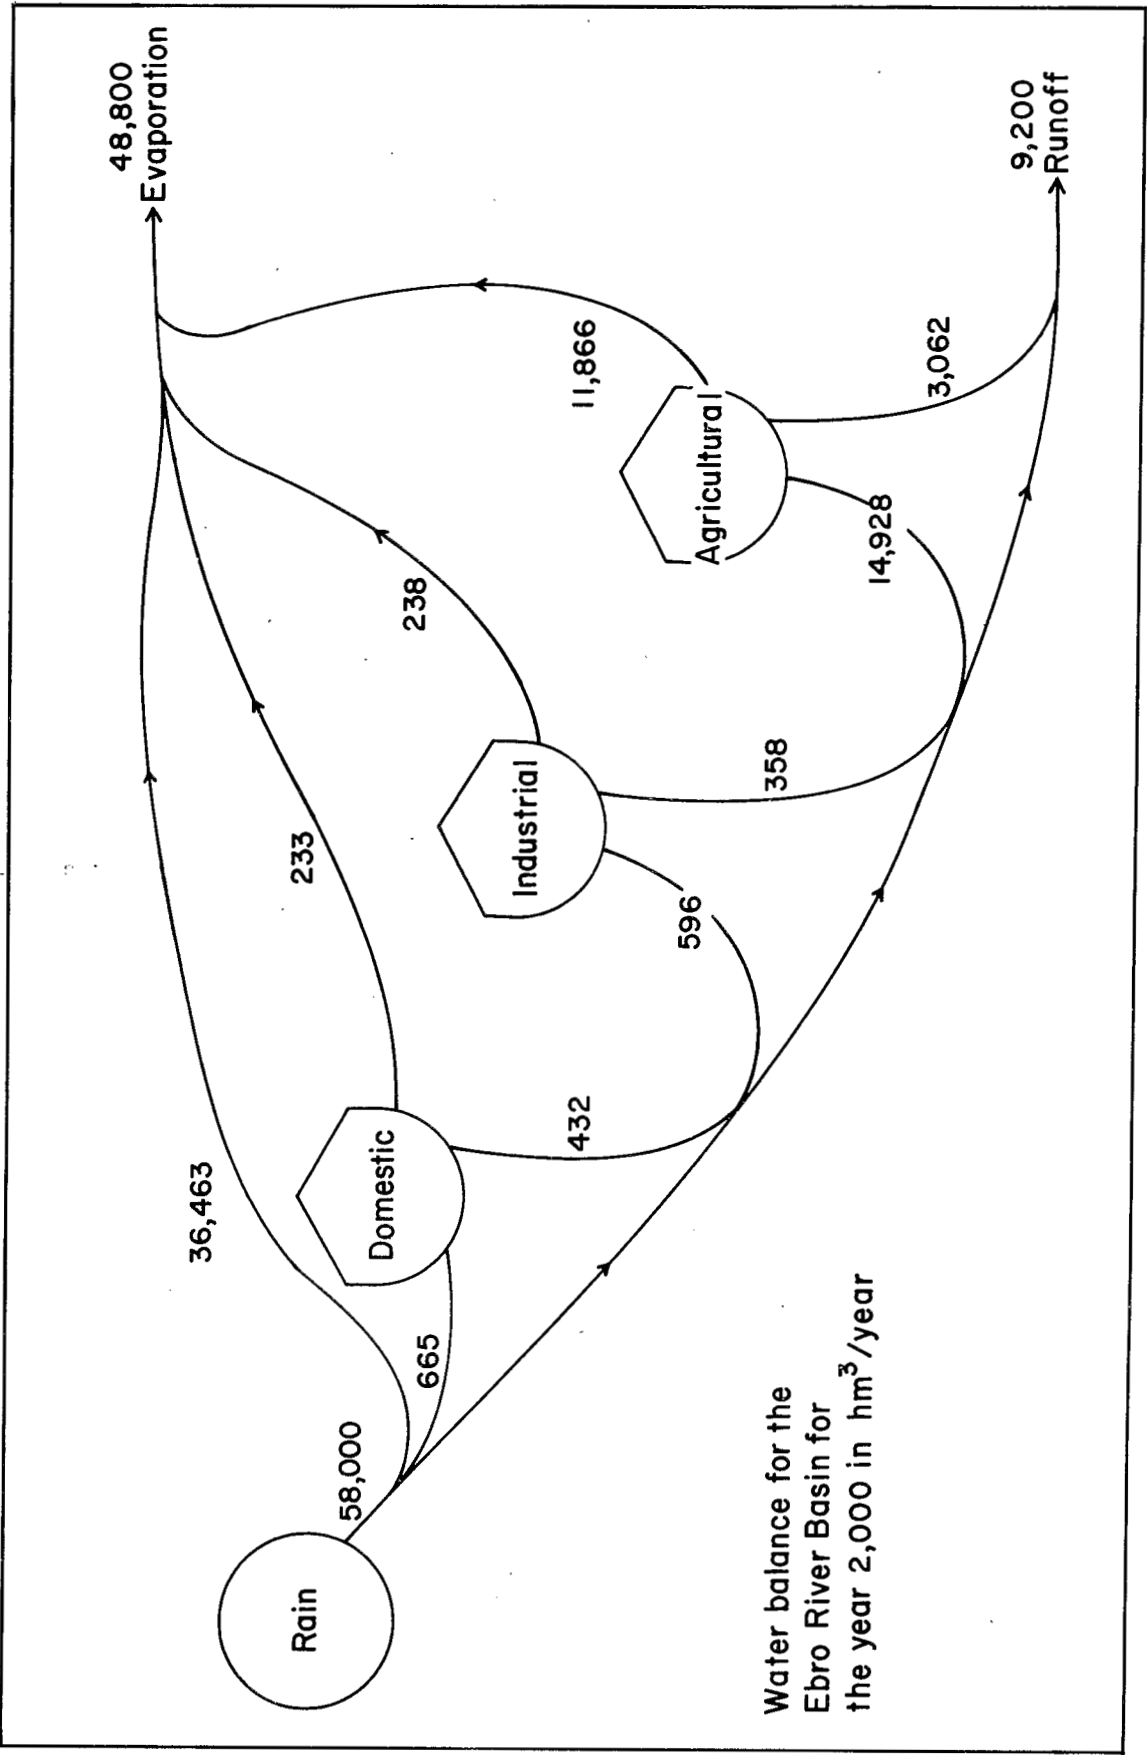 48,800
Evaporation
36,463
233
238
11,866
58,000
Rain
665
Domestic
432
Industrial
596
358
Agricultural
14,928
3,062
9,200
Runoff
Water balance for the
Ebro River Basin for
the year 2,000 in hm³/year